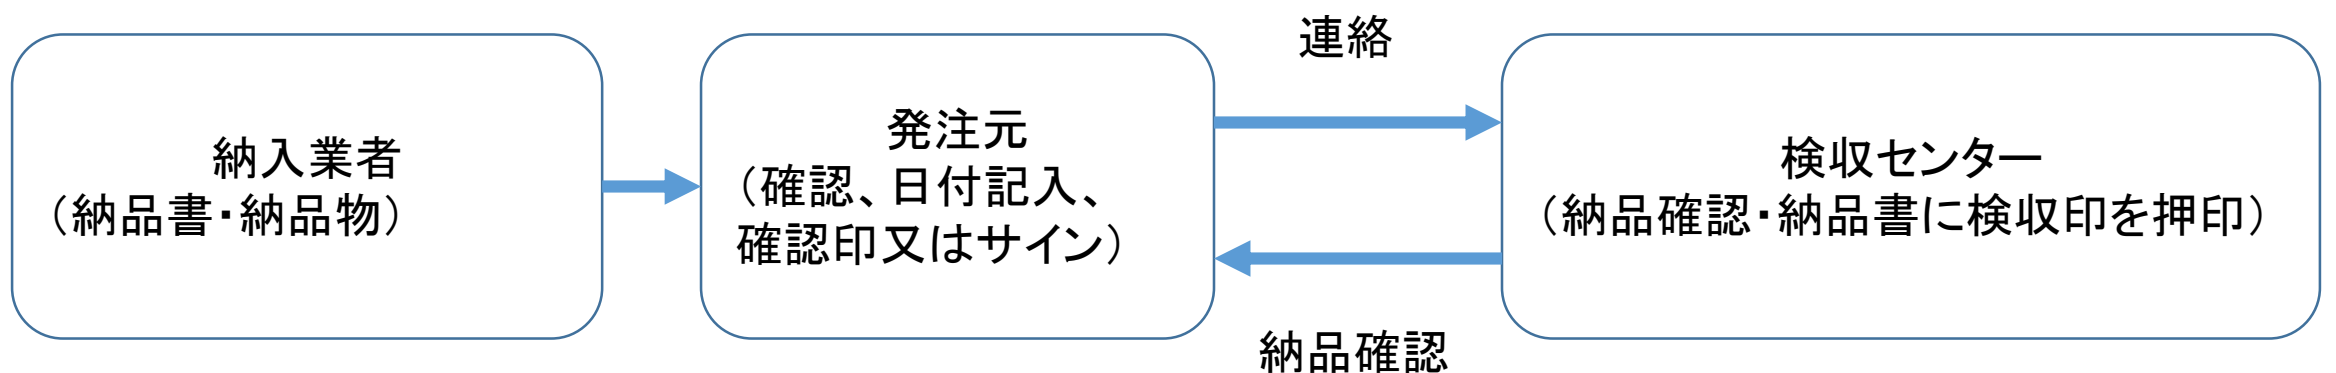 納入業者
（納品書・納品物）
発注元
（確認、日付記入、
確認印又はサイン）
連絡
納品確認
検収センター
（納品確認・納品書に検収印を押印）